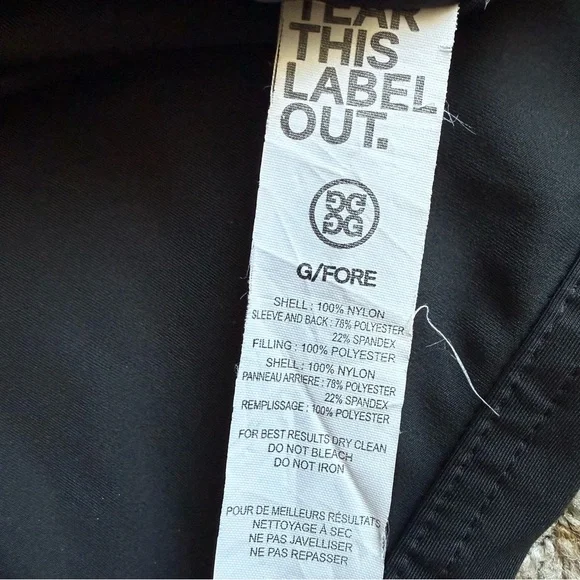 TEAR
THIS
LABEL
OUT.
G/FORE
SHELL : 100% NYLON
SLEEVE AND BACK : 78% POLYESTER
22% SPANDEX
FILLING : 100% POLYESTER
SHELL : 100% NYLON
PANNEAU ARRIERE : 78% POLYESTER
22% SPANDEX
REMPLISSAGE : 100% POLYESTER
FOR BEST RESULTS DRY CLEAN
DO NOT BLEACH
DO NOT IRON
POUR DE MEILLEURS RÉSULTATS
NETTOYAGE À SEC
NE PAS JAVELLISER
NE PAS REPASSER